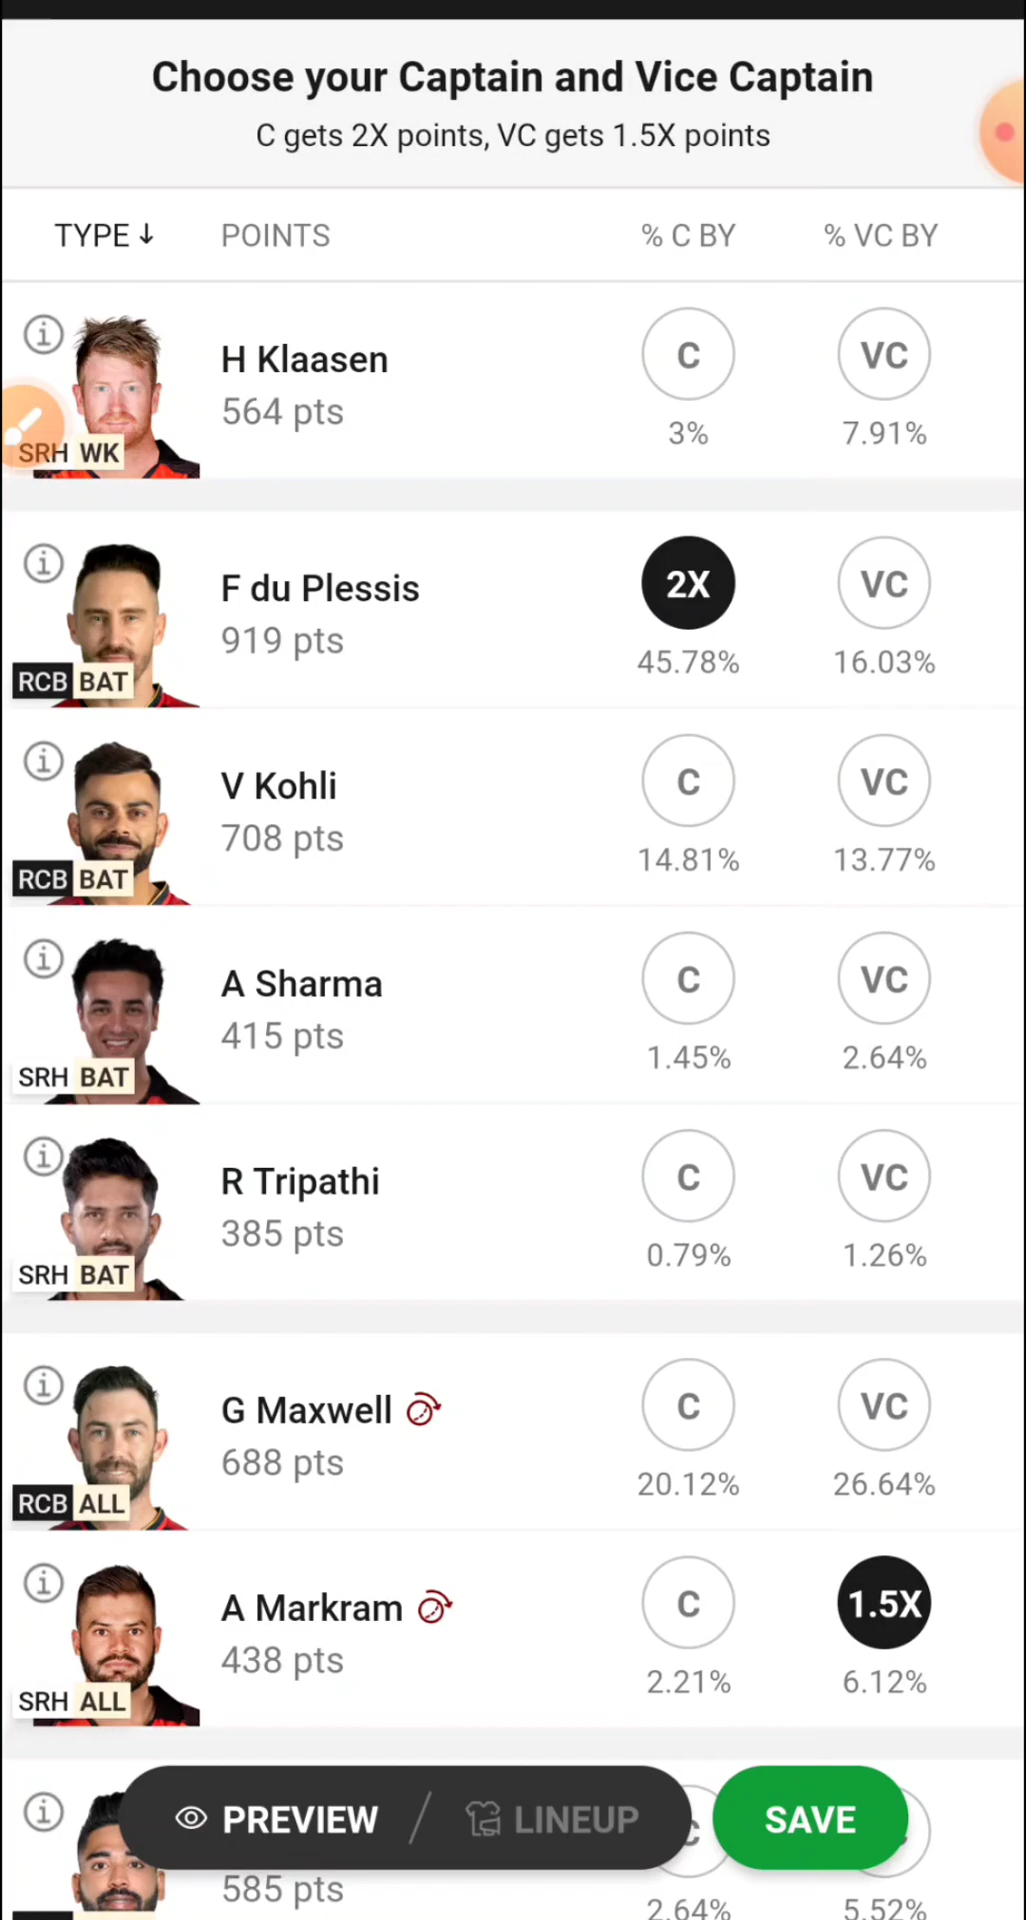 Choose your Captain and Vice Captain
C gets 2X points, VC gets 1.5X points
TYPE ↓ POINTS % C BY % VC BY
H Klaasen C VC
564 pts 3% 7.91%
SRH WK
F du Plessis 2X VC
919 pts 45.78% 16.03%
RCB BAT
V Kohli C VC
708 pts 14.81% 13.77%
RCB BAT
A Sharma C VC
415 pts 1.45% 2.64%
SRH BAT
R Tripathi C VC
385 pts 0.79% 1.26%
SRH BAT
G Maxwell C VC
688 pts 20.12% 26.64%
RCB ALL
A Markram C 1.5X
438 pts 2.21% 6.12%
SRH ALL
PREVIEW / LINEUP C SAVE
585 pts 2.64% 5.52%